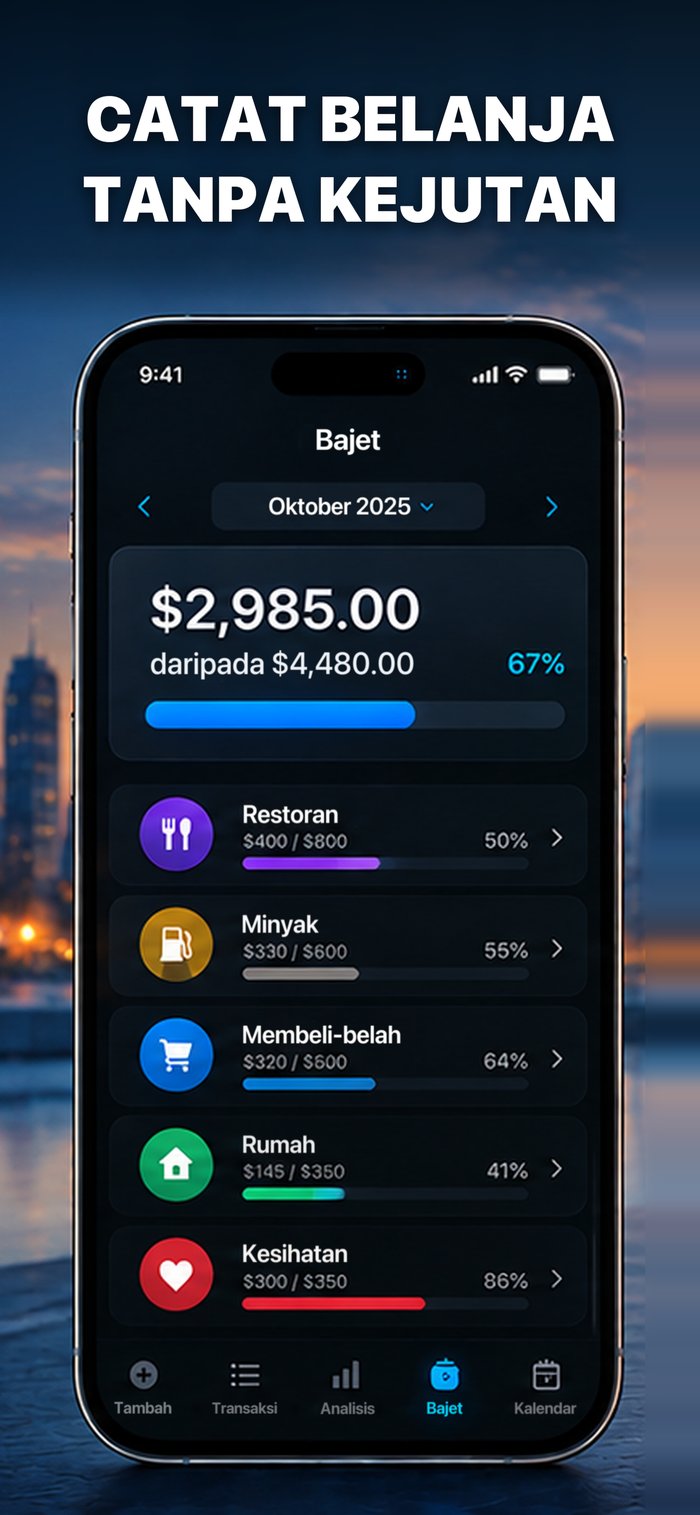 CATAT BELANJA
TANPA KEJUTAN
9:41
Bajet
Oktober 2025
$2,985.00
daripada $4,480.00
67%
Restoran
$400 / $800
50%
Minyak
$330 / $600
55%
Membeli-belah
$320 / $600
64%
Rumah
$145 / $350
41%
Kesihatan
$300 / $350
86%
Tambah
Transaksi
Analisis
Bajet
Kalendar